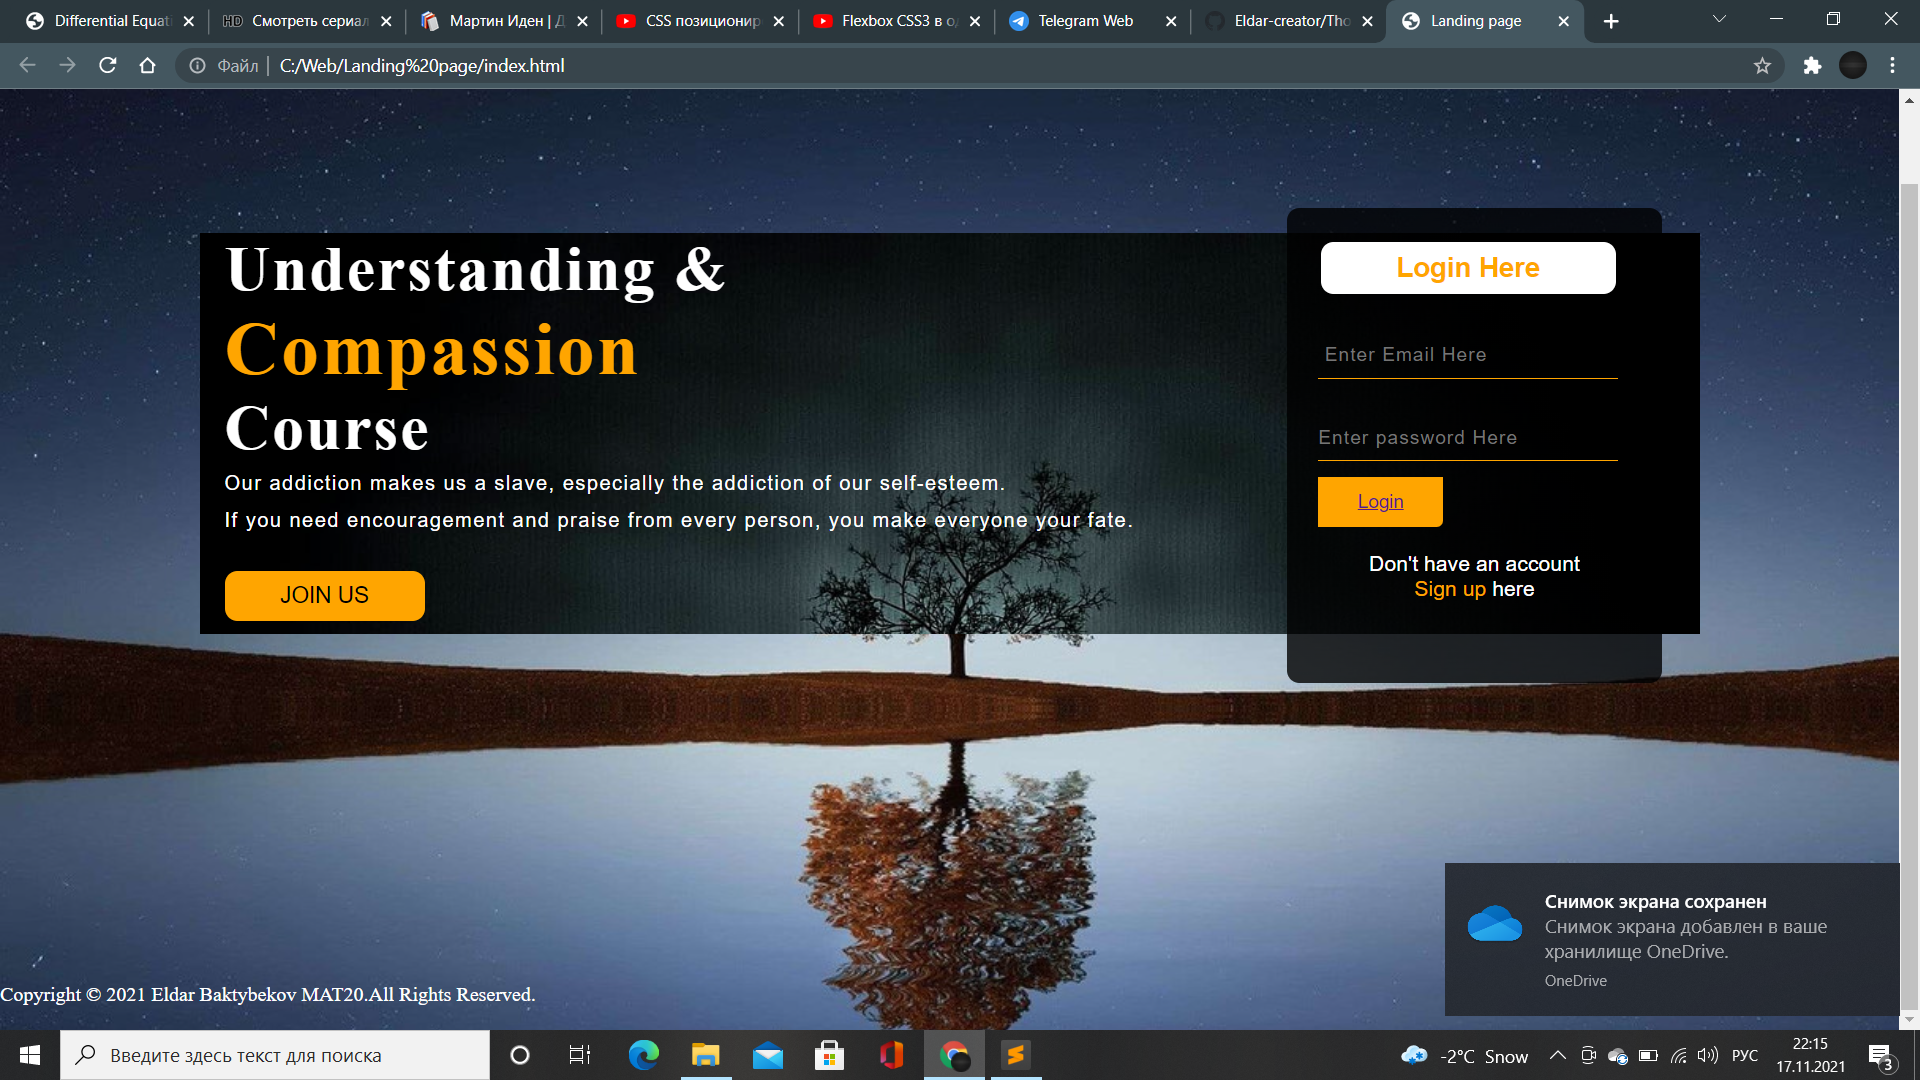 Differential Equat
HD Смотреть сериал
Мартин Иден | Д
CSS позициониро
Flexbox CSS3 в о
Telegram Web
Eldar-creator/Tho
Landing page
Файл | C:/Web/Landing%20page/index.html
Understanding &
Compassion
Course
Our addiction makes us a slave, especially the addiction of our self-esteem.
If you need encouragement and praise from every person, you make everyone your fate.
JOIN US
Login Here
Enter Email Here
Enter password Here
Login
Don't have an account
Sign up here
Снимок экрана сохранен
Снимок экрана добавлен в ваше
хранилище OneDrive.
OneDrive
Copyright © 2021 Eldar Baktybekov MAT20.All Rights Reserved.
Введите здесь текст для поиска
-2°C Snow
РУС
22:15
17.11.2021
3